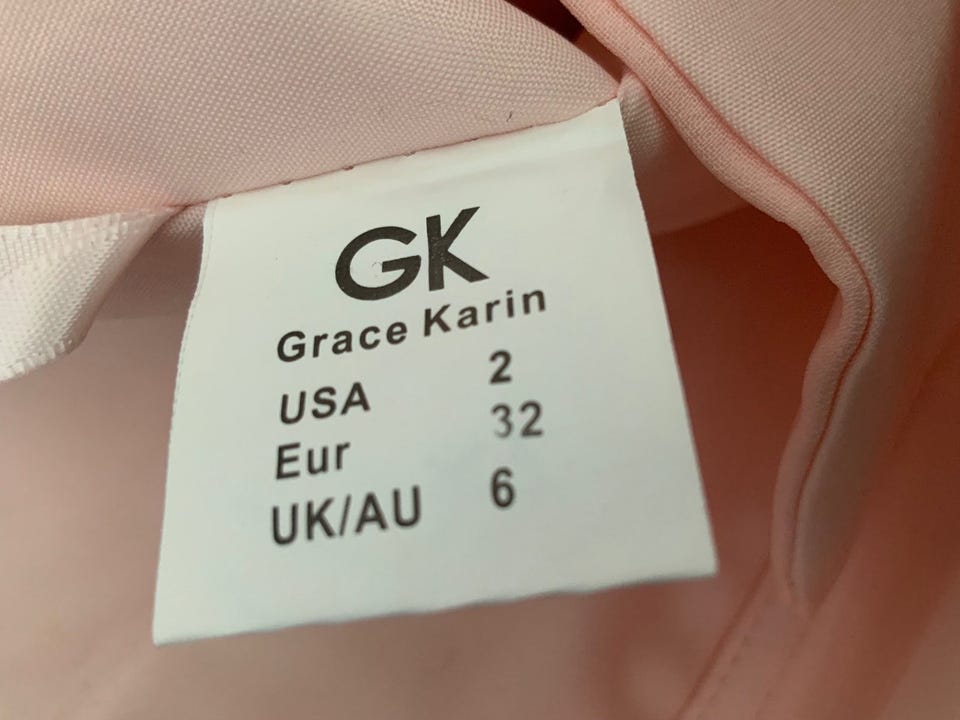 GK
Grace Karin
USA 2
Eur 32
UK/AU 6